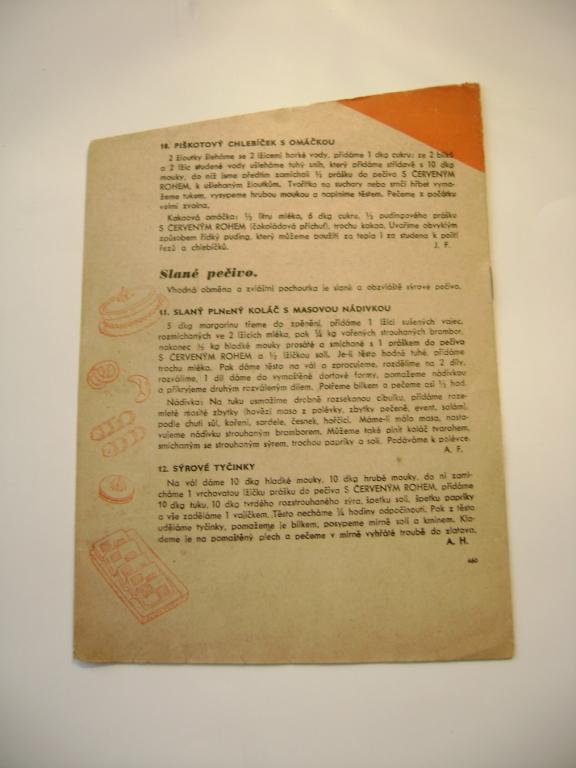 10. PIŠKOTOVÝ CHLEBÍČEK S OMÁČKOU
2 žloutky šleháme se 2 lžícemi horké vody, přidáme 1 dkg cukru; ze 2 bílků
a 2 lžic studené vody ušleháme tuhý sníh, který přidáme střídavě s 10 dkg
mouky, do níž jsme předtím zamíchali ½ prášku do pečiva S ČERVENÝM
ROHEM, k ušlehaným žloutkům. Tvořítko na suchary nebo srnčí hřbet vyma-
žeme tukem, vysypeme hrubou moukou a naplníme těstem. Pečeme z počátku
velmi zvolna.
Kakaová omáčka: ½ litru mléka, 6 dkg cukru, ½ pudingového prášku
S ČERVENÝM ROHEM (čokoládová příchuť), trochu kakaa. Uvaříme obvyklým
způsobem řídký puding, který můžeme použíti za tepla i za studena k polití
řezů a chlebíčků.
J. F.
Slané pečivo.
Vhodná obměna a zvláštní pochoutka je slané a obzvláště sýrové pečivo.
11. SLANÝ PLNĚNÝ KOLÁČ S MASOVOU NÁDIVKOU
5 dkg margarinu třeme do zpěnění, přidáme 1 lžíci sušených vajec,
rozmíchaných ve 2 lžících mléka, pak ¼ kg vařených strouhaných brambor,
nakonec kg hladké mouky prosáté a smíchané s 1 práškem do pečiva
S ČERVENÝM ROHEM a ½ lžičkou soli. Je-li těsto hodně tuhé, přidáme
trochu mléka. Pak dáme těsto na vál a zpracujeme, rozdělíme na 2 díly,
rozválíme, 1 díl dáme do vymaštěné dortové formy, pomažeme nádivkou
a přikryjeme druhým rozváleným dílem. Potřeme bílkem a pečeme asi ½ hod.
Nádivka: Na tuku usmažíme drobně rozsekanou cibulku, přidáme roze-
mleté masité zbytky (hovězí maso z polévky, zbytky pečeně, event. salám),
podle chuti sůl, koření, sardele, česnek, hořčici. Máme-li málo masa, nasta-
vujeme nádivku strouhaným bramborem. Můžeme také plnit koláč tvarohem,
smíchaným se strouhaným sýrem, trochou papriky a soli. Podáváme k polévce.
A. F.
12. SÝROVÉ TYČINKY
Na vál dáme 10 dkg hladké mouky, 10 dkg hrubé mouky, do ní zamí-
cháme 1 vrchovatou lžičku prášku do pečiva S ČERVENÝM ROHEM, přidáme
10 dkg tuku, 10 dkg tvrdého rozstrouhaného sýra, špetku soli, špetku papriky
a vše zaděláme 1 vajíčkem. Těsto necháme ¼ hodiny odpočinouti. Pak z těsta
uděláme tyčinky, pomažeme je bílkem, posypeme mírně solí a kmínem. Kla-
deme je na pomaštěný plech a pečeme v mírně vyhřáté troubě do zlatova.
A. H.
460